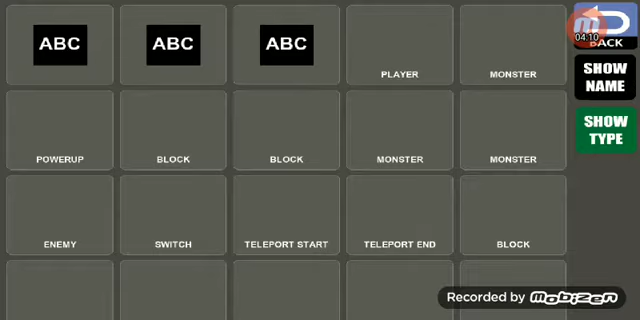 ABC ABC ABC
PLAYER MONSTER
04:10
BACK
SHOW
NAME
POWERUP BLOCK BLOCK MONSTER MONSTER
SHOW
TYPE
ENEMY SWITCH TELEPORT START TELEPORT END BLOCK
Recorded by mobizen